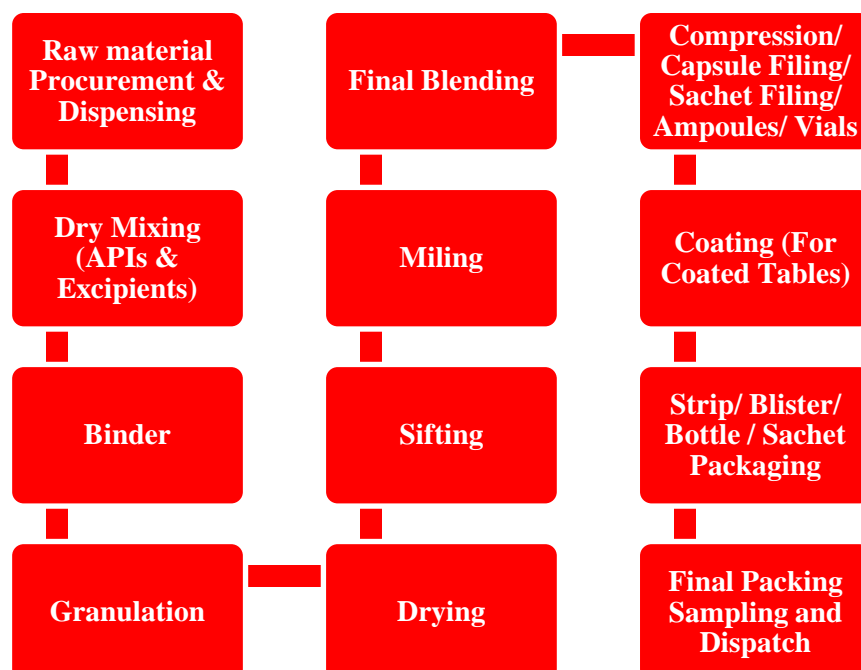 Raw material
Procurement &
Dispensing
Dry Mixing
(APIs &
Excipients)
Binder
Granulation
Drying
Sifting
Miling
Final Blending
Compression/
Capsule Filing/
Sachet Filing/
Ampoules/ Vials
Coating (For
Coated Tables)
Strip/ Blister/
Bottle / Sachet
Packaging
Final Packing
Sampling and
Dispatch